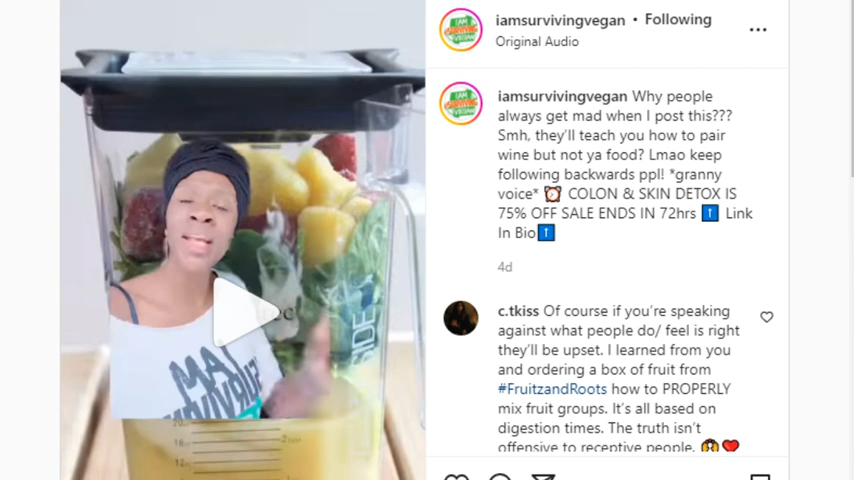 iamsurvivingvegan • Following
Original Audio
I AM
SURVIVING
VEGAN
iamsurvivingvegan Why people
always get mad when I post this???
Smh, they'll teach you how to pair
wine but not ya food? Lmao keep
following backwards ppl! *granny
voice* ⏰ COLON & SKIN DETOX IS
75% OFF SALE ENDS IN 72hrs ⬆️ Link
In Bio⬆️
4d
c.tkiss Of course if you're speaking
against what people do/ feel is right
they'll be upset. I learned from you
and ordering a box of fruit from
#FruitzandRoots how to PROPERLY
mix fruit groups. It's all based on
digestion times. The truth isn't
offensive to receptive people. 😱❤️
I AM